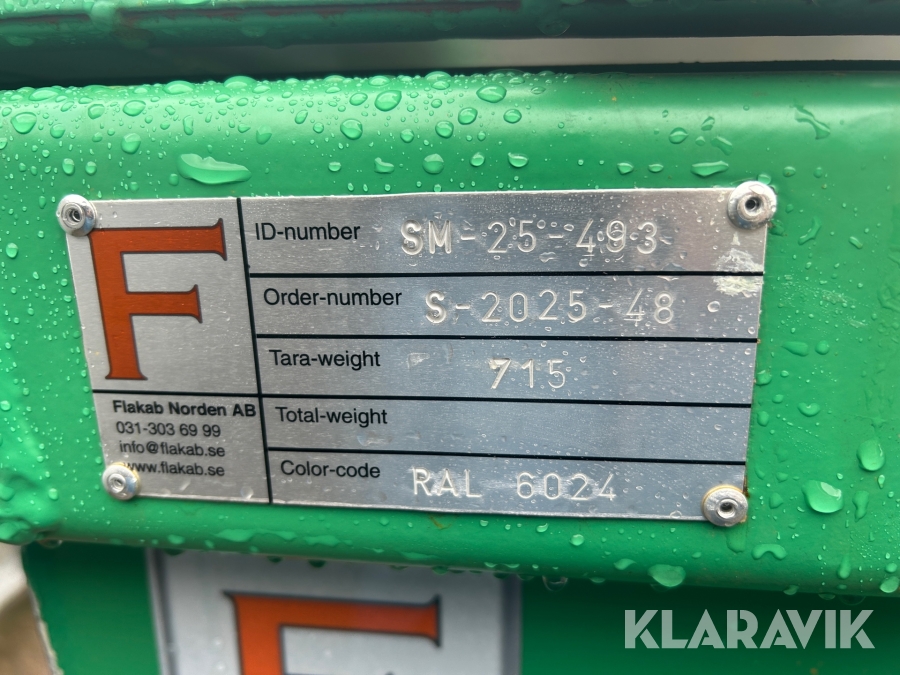 F
ID-number SM-25-493
Order-number S-2025-48
Tara-weight 715
Total-weight
Color-code RAL 6024
Flakab Norden AB
031-303 69 99
info@flakab.se
www.flakab.se
F
KLARAVIK